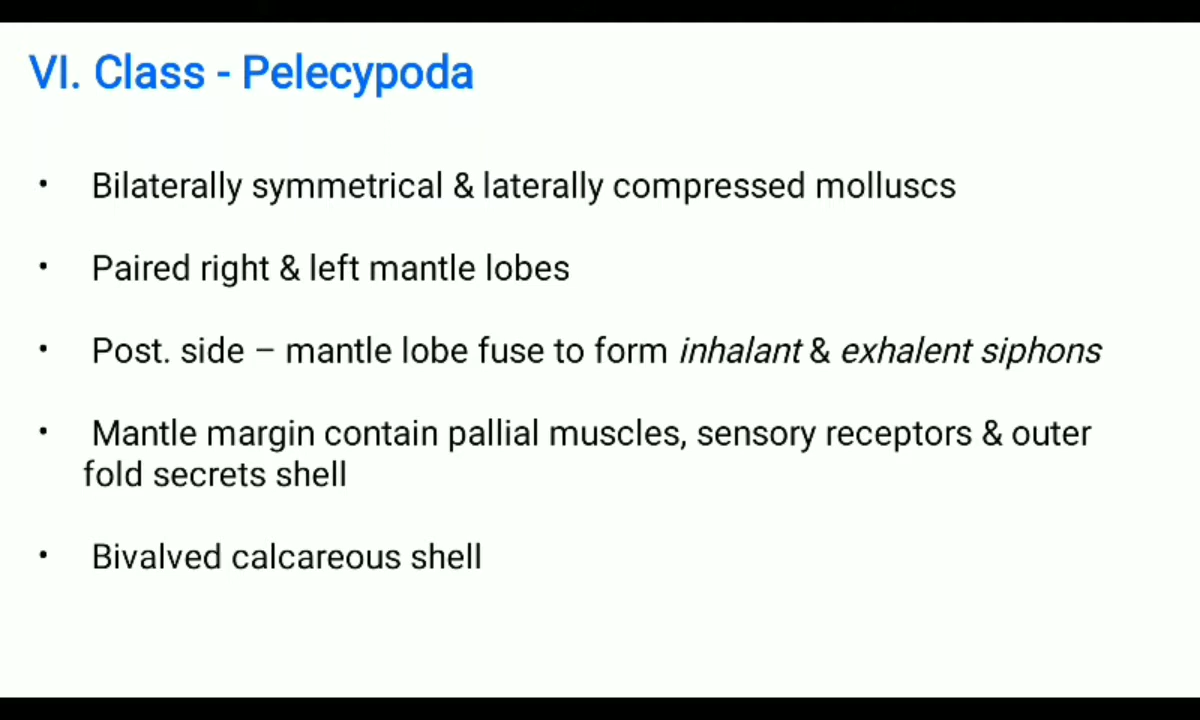 VI. Class - Pelecypoda
• Bilaterally symmetrical & laterally compressed molluscs
• Paired right & left mantle lobes
• Post. side – mantle lobe fuse to form inhalant & exhalent siphons
• Mantle margin contain pallial muscles, sensory receptors & outer
fold secrets shell
• Bivalved calcareous shell